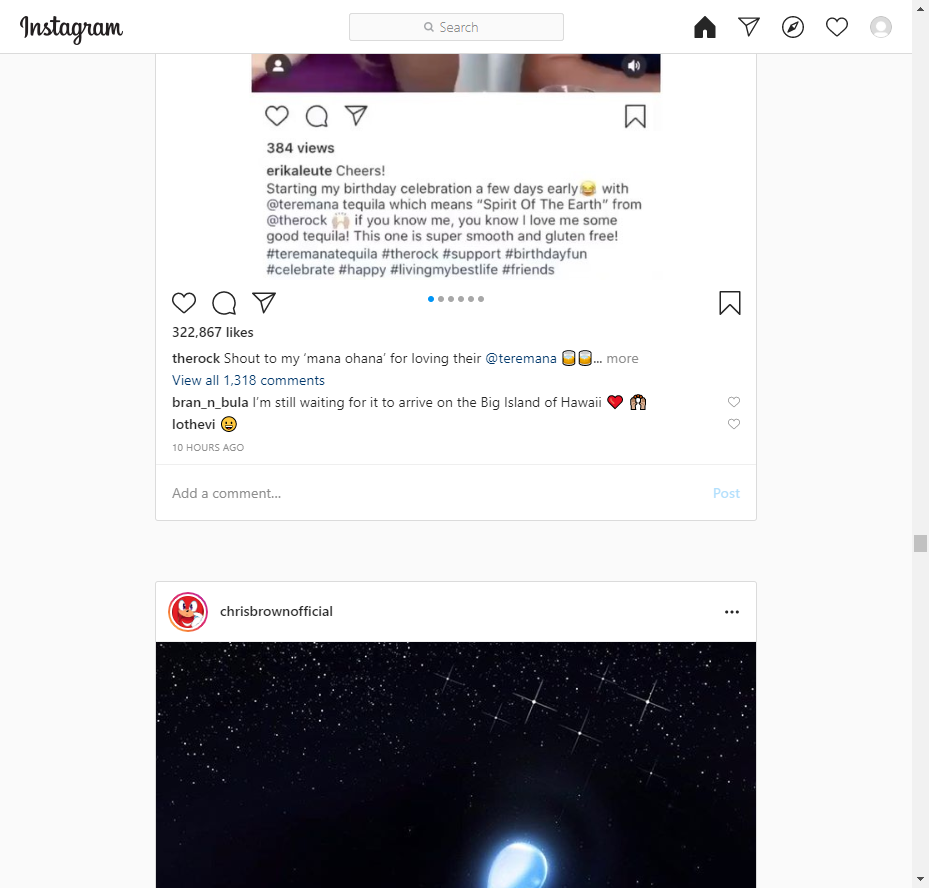 Instagram
Search
384 views
erikaleute Cheers!
Starting my birthday celebration a few days early😂 with
@teremana tequila which means “Spirit Of The Earth” from
@therock 🙌🏼 if you know me, you know I love me some
good tequila! This one is super smooth and gluten free!
#teremanatequila #therock #support #birthdayfun
#celebrate #happy #livingmybestlife #friends
322,867 likes
therock Shout to my ‘mana ohana’ for loving their @teremana 🥃🥃... more
View all 1,318 comments
bran_n_bula I’m still waiting for it to arrive on the Big Island of Hawaii ❤️ 🙌🏽
lothevi 😀
10 HOURS AGO
Add a comment... Post
chrisbrownofficial